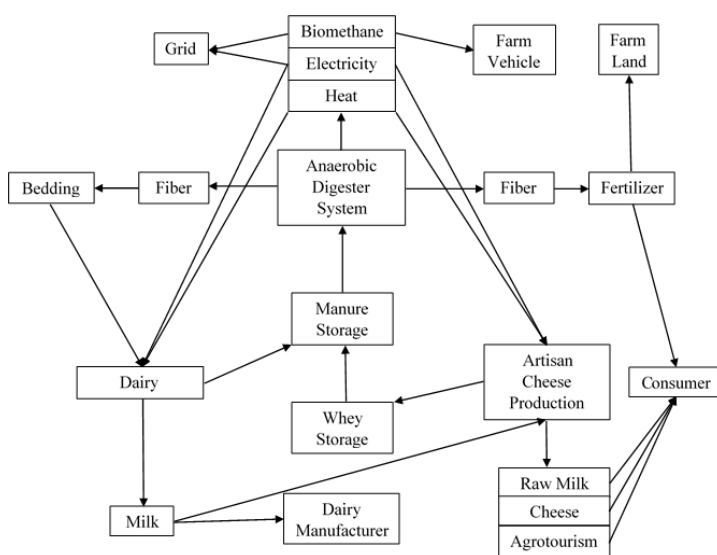 Biomethane
Grid
Farm
Vehicle
Farm
Land
Electricity
Heat
Anaerobic
Digester
System
Bedding
Fiber
Fiber
Fertilizer
Manure
Storage
Artisan
Cheese
Production
Dairy
Consumer
Whey
Storage
Raw Milk
Cheese
Agrotourism
Milk
Dairy
Manufacturer